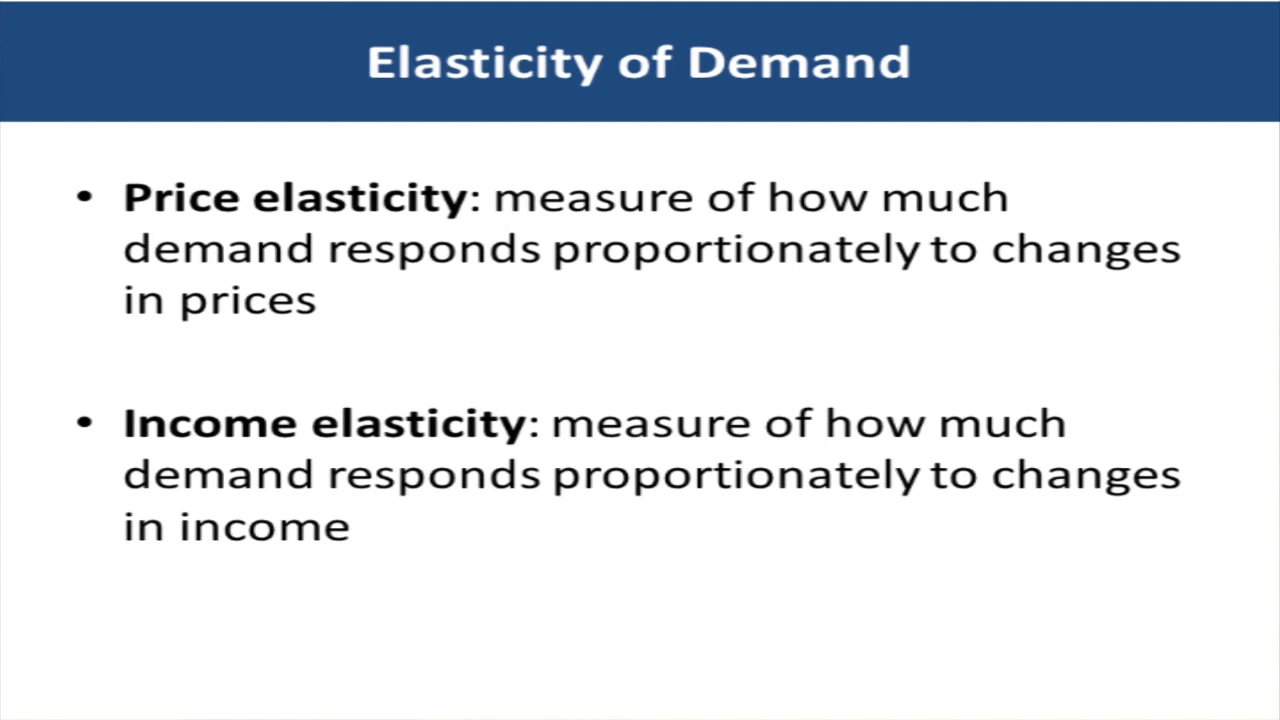 Elasticity of Demand
• Price elasticity: measure of how much
demand responds proportionately to changes
in prices
• Income elasticity: measure of how much
demand responds proportionately to changes
in income